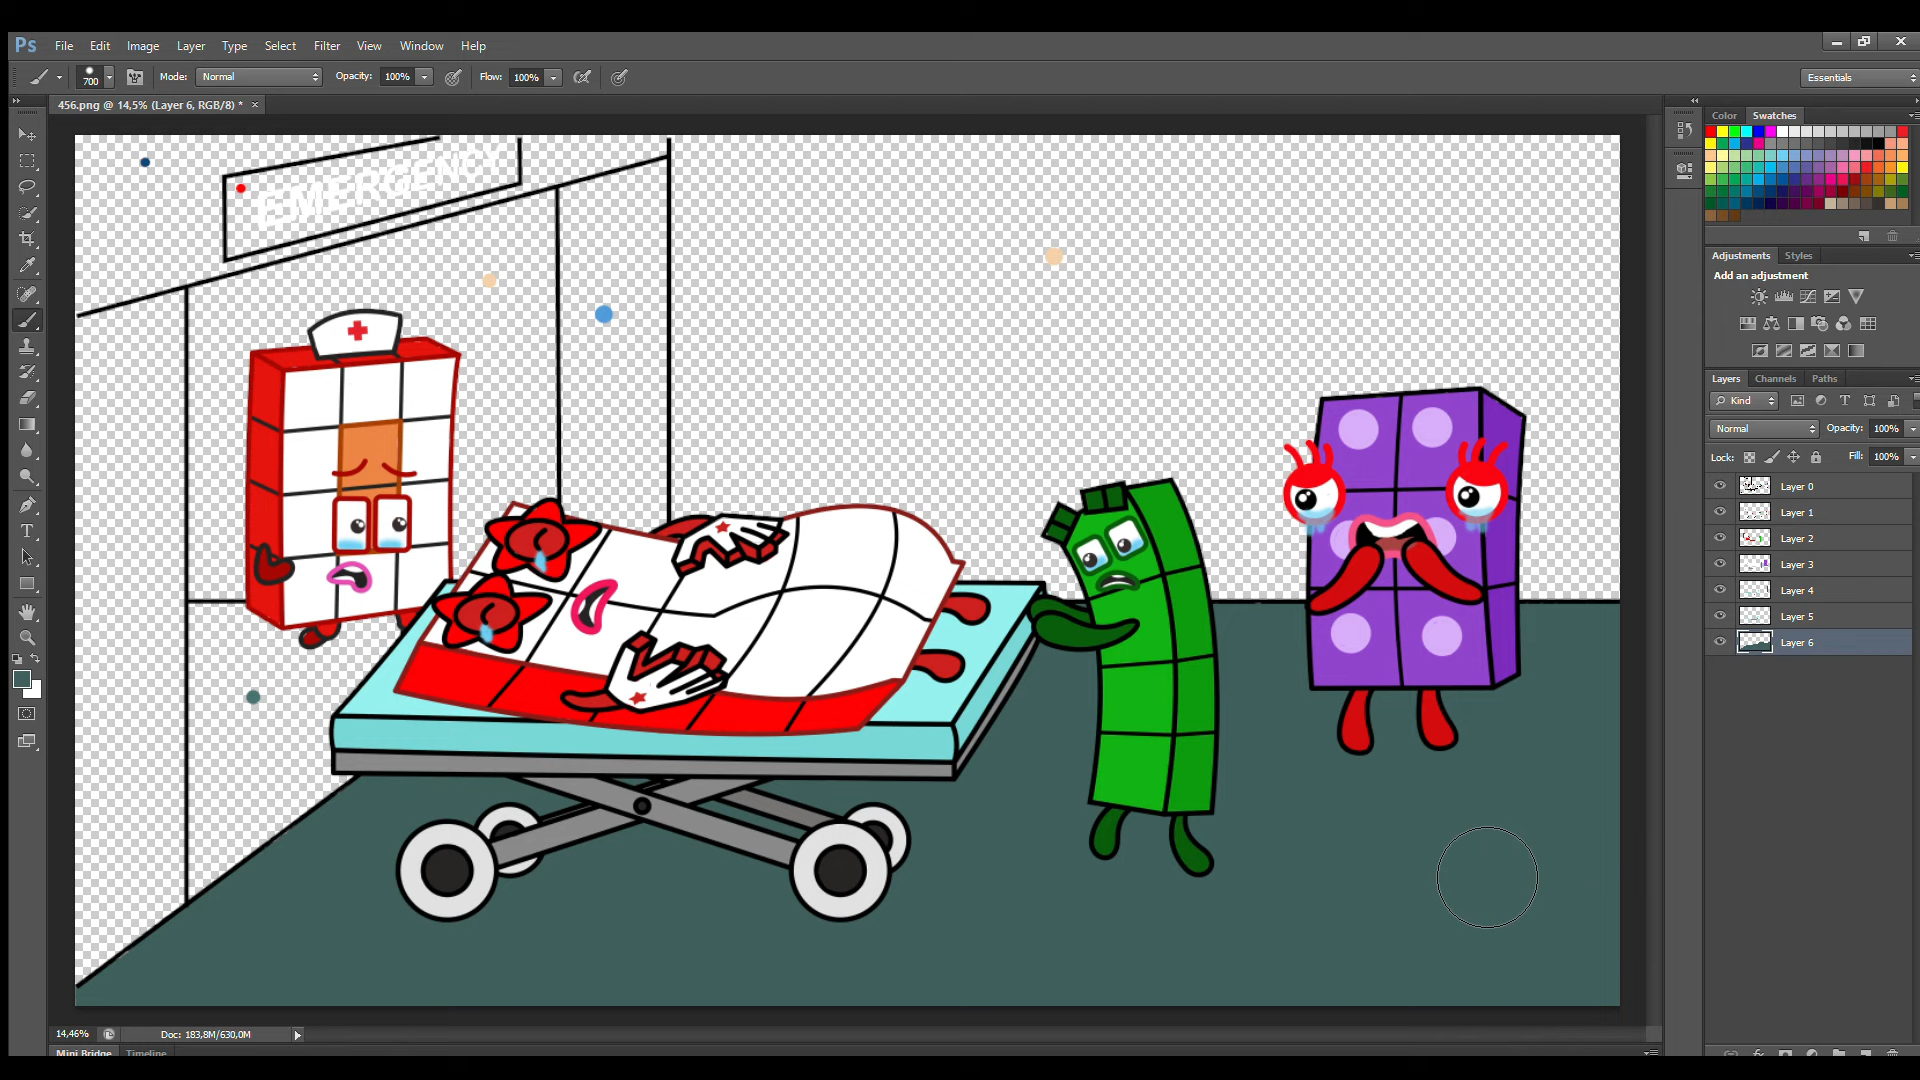 Ps File Edit Image Layer Type Select Filter View Window Help
700 Mode: Normal Opacity: 100% Flow: 100% Essentials
456.png @ 14,5% (Layer 6, RGB/8) * ×
Color Swatches
Adjustments Styles
Add an adjustment
Layers Channels Paths
Kind
Normal Opacity: 100%
Lock: Fill: 100%
Layer 0
Layer 1
Layer 2
Layer 3
Layer 4
Layer 5
Layer 6
EMERGENCY
14,46% Doc: 183,8M/630,0M
Mini Bridge Timeline